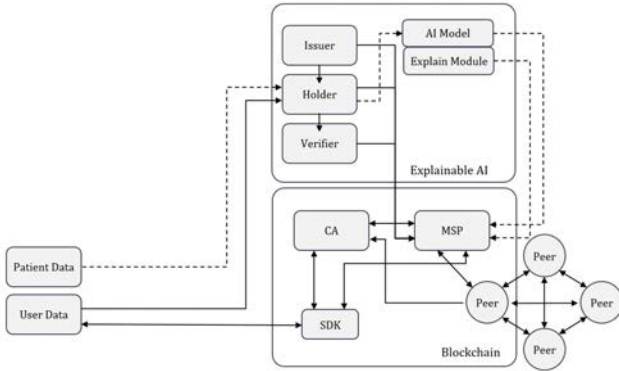 Issuer
AI Model
Explain Module
Holder
Verifier
Explainable AI
CA
MSP
Patient Data
User Data
SDK
Peer
Peer
Peer
Peer
Blockchain